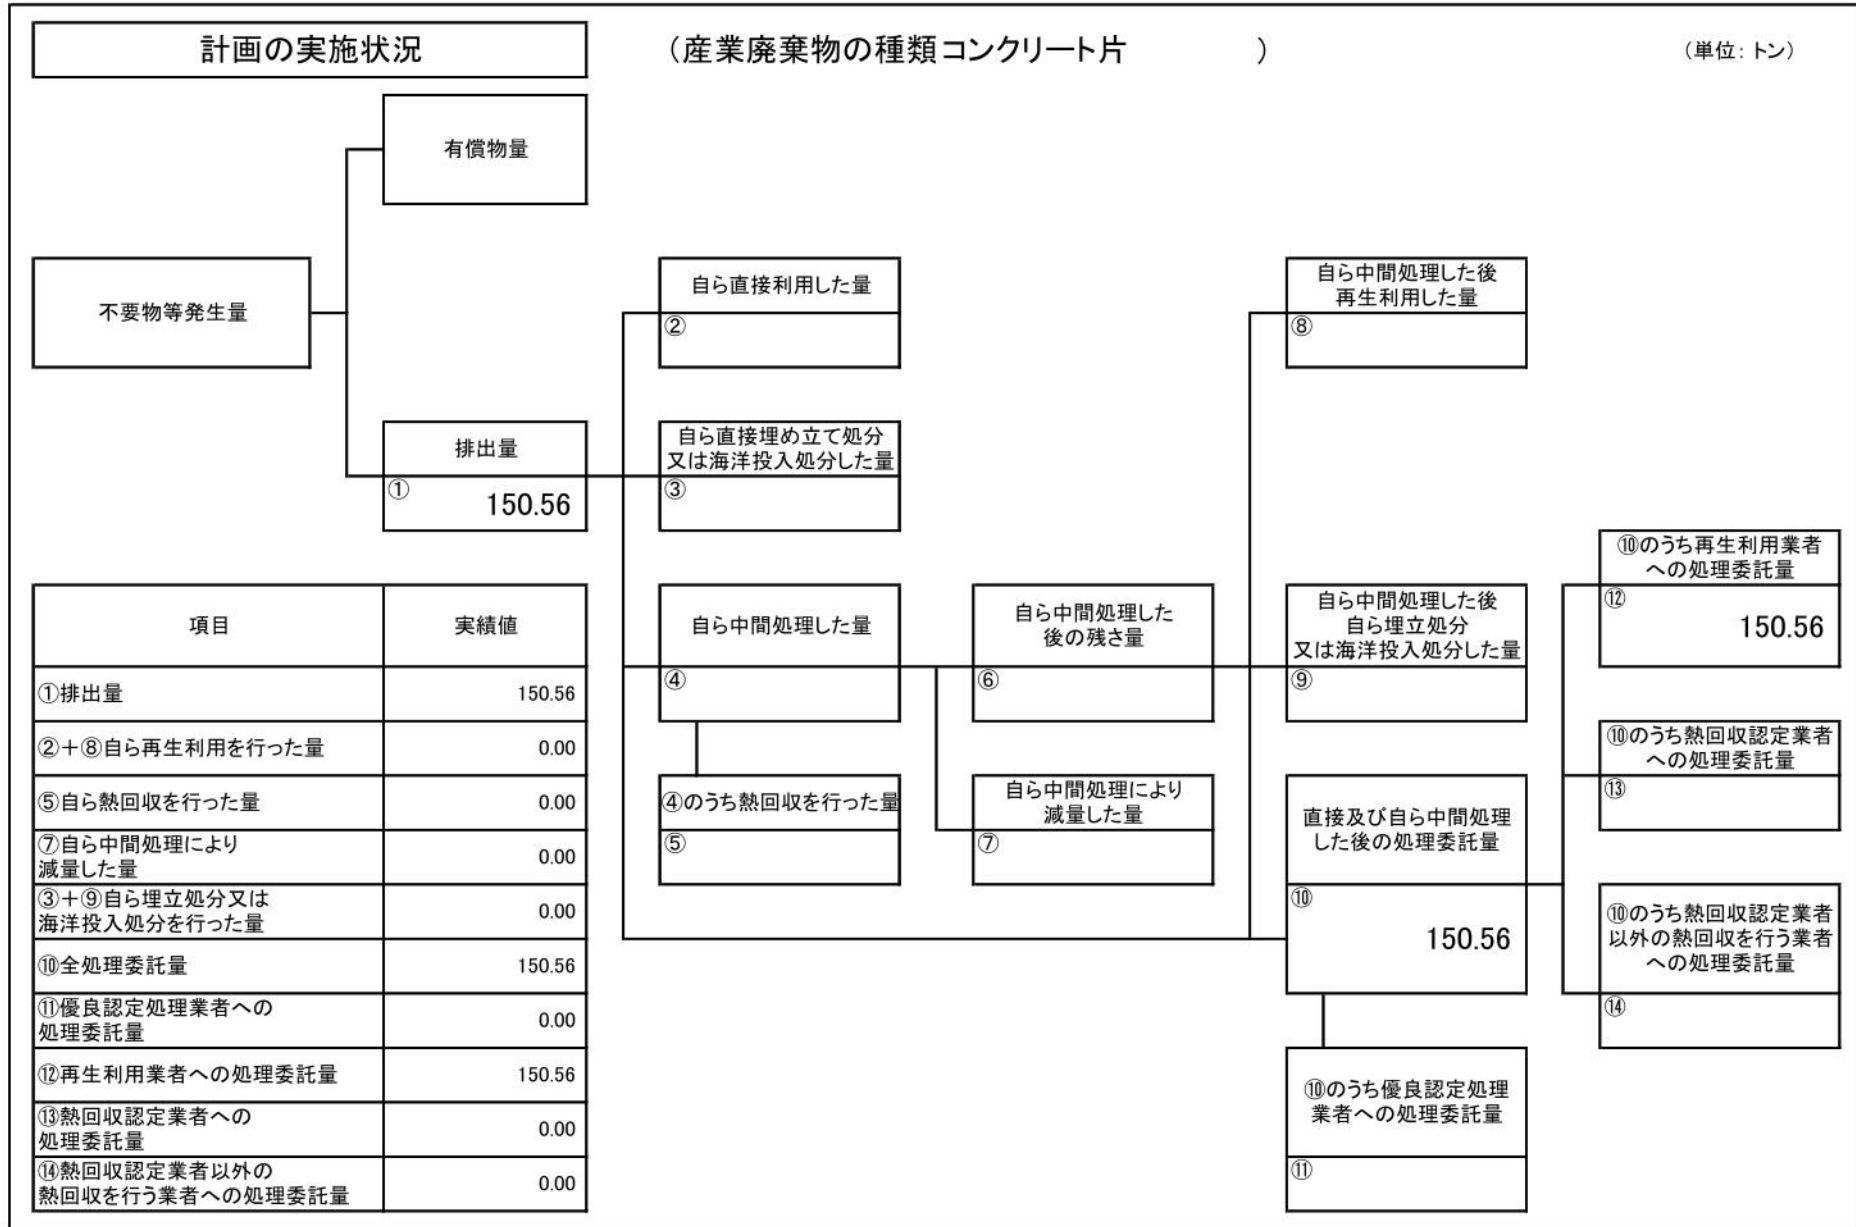 計画の実施状況
（産業廃棄物の種類コンクリート片　　　　　）
（単位：トン）
有償物量
不要物等発生量
自ら直接利用した量
②
自ら中間処理した後
再生利用した量
⑧
排出量
①
150.56
自ら直接埋め立て処分
又は海洋投入処分した量
③
⑩のうち再生利用業者
への処理委託量
⑫
150.56
自ら中間処理した量
④
自ら中間処理した
後の残さ量
⑥
自ら中間処理した後
自ら埋立処分
又は海洋投入処分した量
⑨
⑩のうち熱回収認定業者
への処理委託量
⑬
④のうち熱回収を行った量
⑤
自ら中間処理により
減量した量
⑦
直接及び自ら中間処理
した後の処理委託量
⑩
150.56
⑩のうち熱回収認定業者
以外の熱回収を行う業者
への処理委託量
⑭
⑩のうち優良認定処理
業者への処理委託量
⑪
項目 実績値
①排出量 150.56
②＋⑧自ら再生利用を行った量 0.00
⑤自ら熱回収を行った量 0.00
⑦自ら中間処理により
減量した量 0.00
③＋⑨自ら埋立処分又は
海洋投入処分を行った量 0.00
⑩全処理委託量 150.56
⑪優良認定処理業者への
処理委託量 0.00
⑫再生利用業者への処理委託量 150.56
⑬熱回収認定業者への
処理委託量 0.00
⑭熱回収認定業者以外の
熱回収を行う業者への処理委託量 0.00